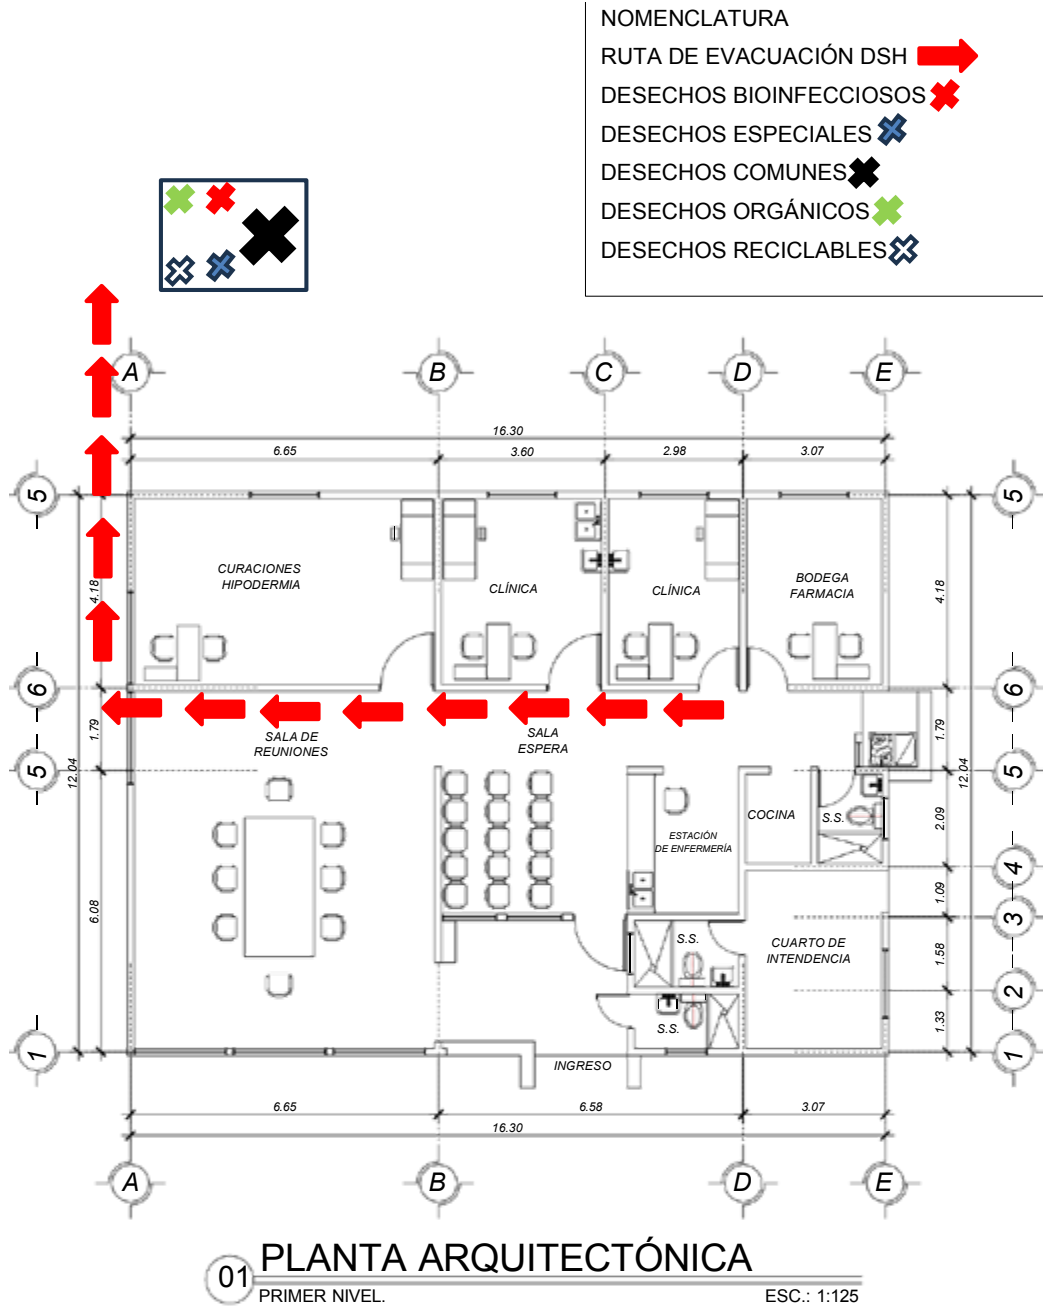 NOMENCLATURA
RUTA DE EVACUACIÓN DSH
DESECHOS BIOINFECCIOSOS
DESECHOS ESPECIALES
DESECHOS COMUNES
DESECHOS ORGÁNICOS
DESECHOS RECICLABLES
A B C D E
16.30
6.65 3.60 2.98 3.07
5 5
CURACIONES
HIPODERMIA
CLÍNICA
CLÍNICA
BODEGA
FARMACIA
4.18 4.18
6 6
SALA DE
REUNIONES
SALA
ESPERA
1.79 1.79
12.04 12.04
5 5
COCINA
S.S.
2.09
ESTACIÓN
DE ENFERMERÍA
4
1.09
6.08
3
S.S.
CUARTO DE
INTENDENCIA
1.58
2
S.S.
1.33
1 1
INGRESO
6.65 6.58 3.07
16.30
A B D E
01 PLANTA ARQUITECTÓNICA
PRIMER NIVEL. ESC.: 1:125